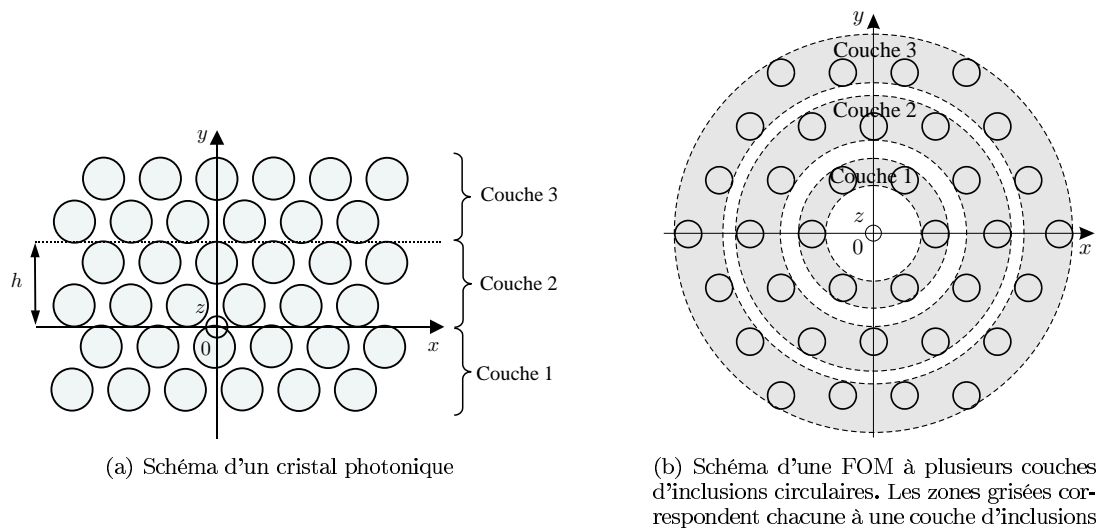 y
Couche 3
h
Couche 2
z
0
x
Couche 1
(a) Schéma d'un cristal photonique
y
Couche 3
Couche 2
Couche 1
z
0
x
(b) Schéma d'une FOM à plusieurs couches
d'inclusions circulaires. Les zones grisées cor-
respondent chacune à une couche d'inclusions